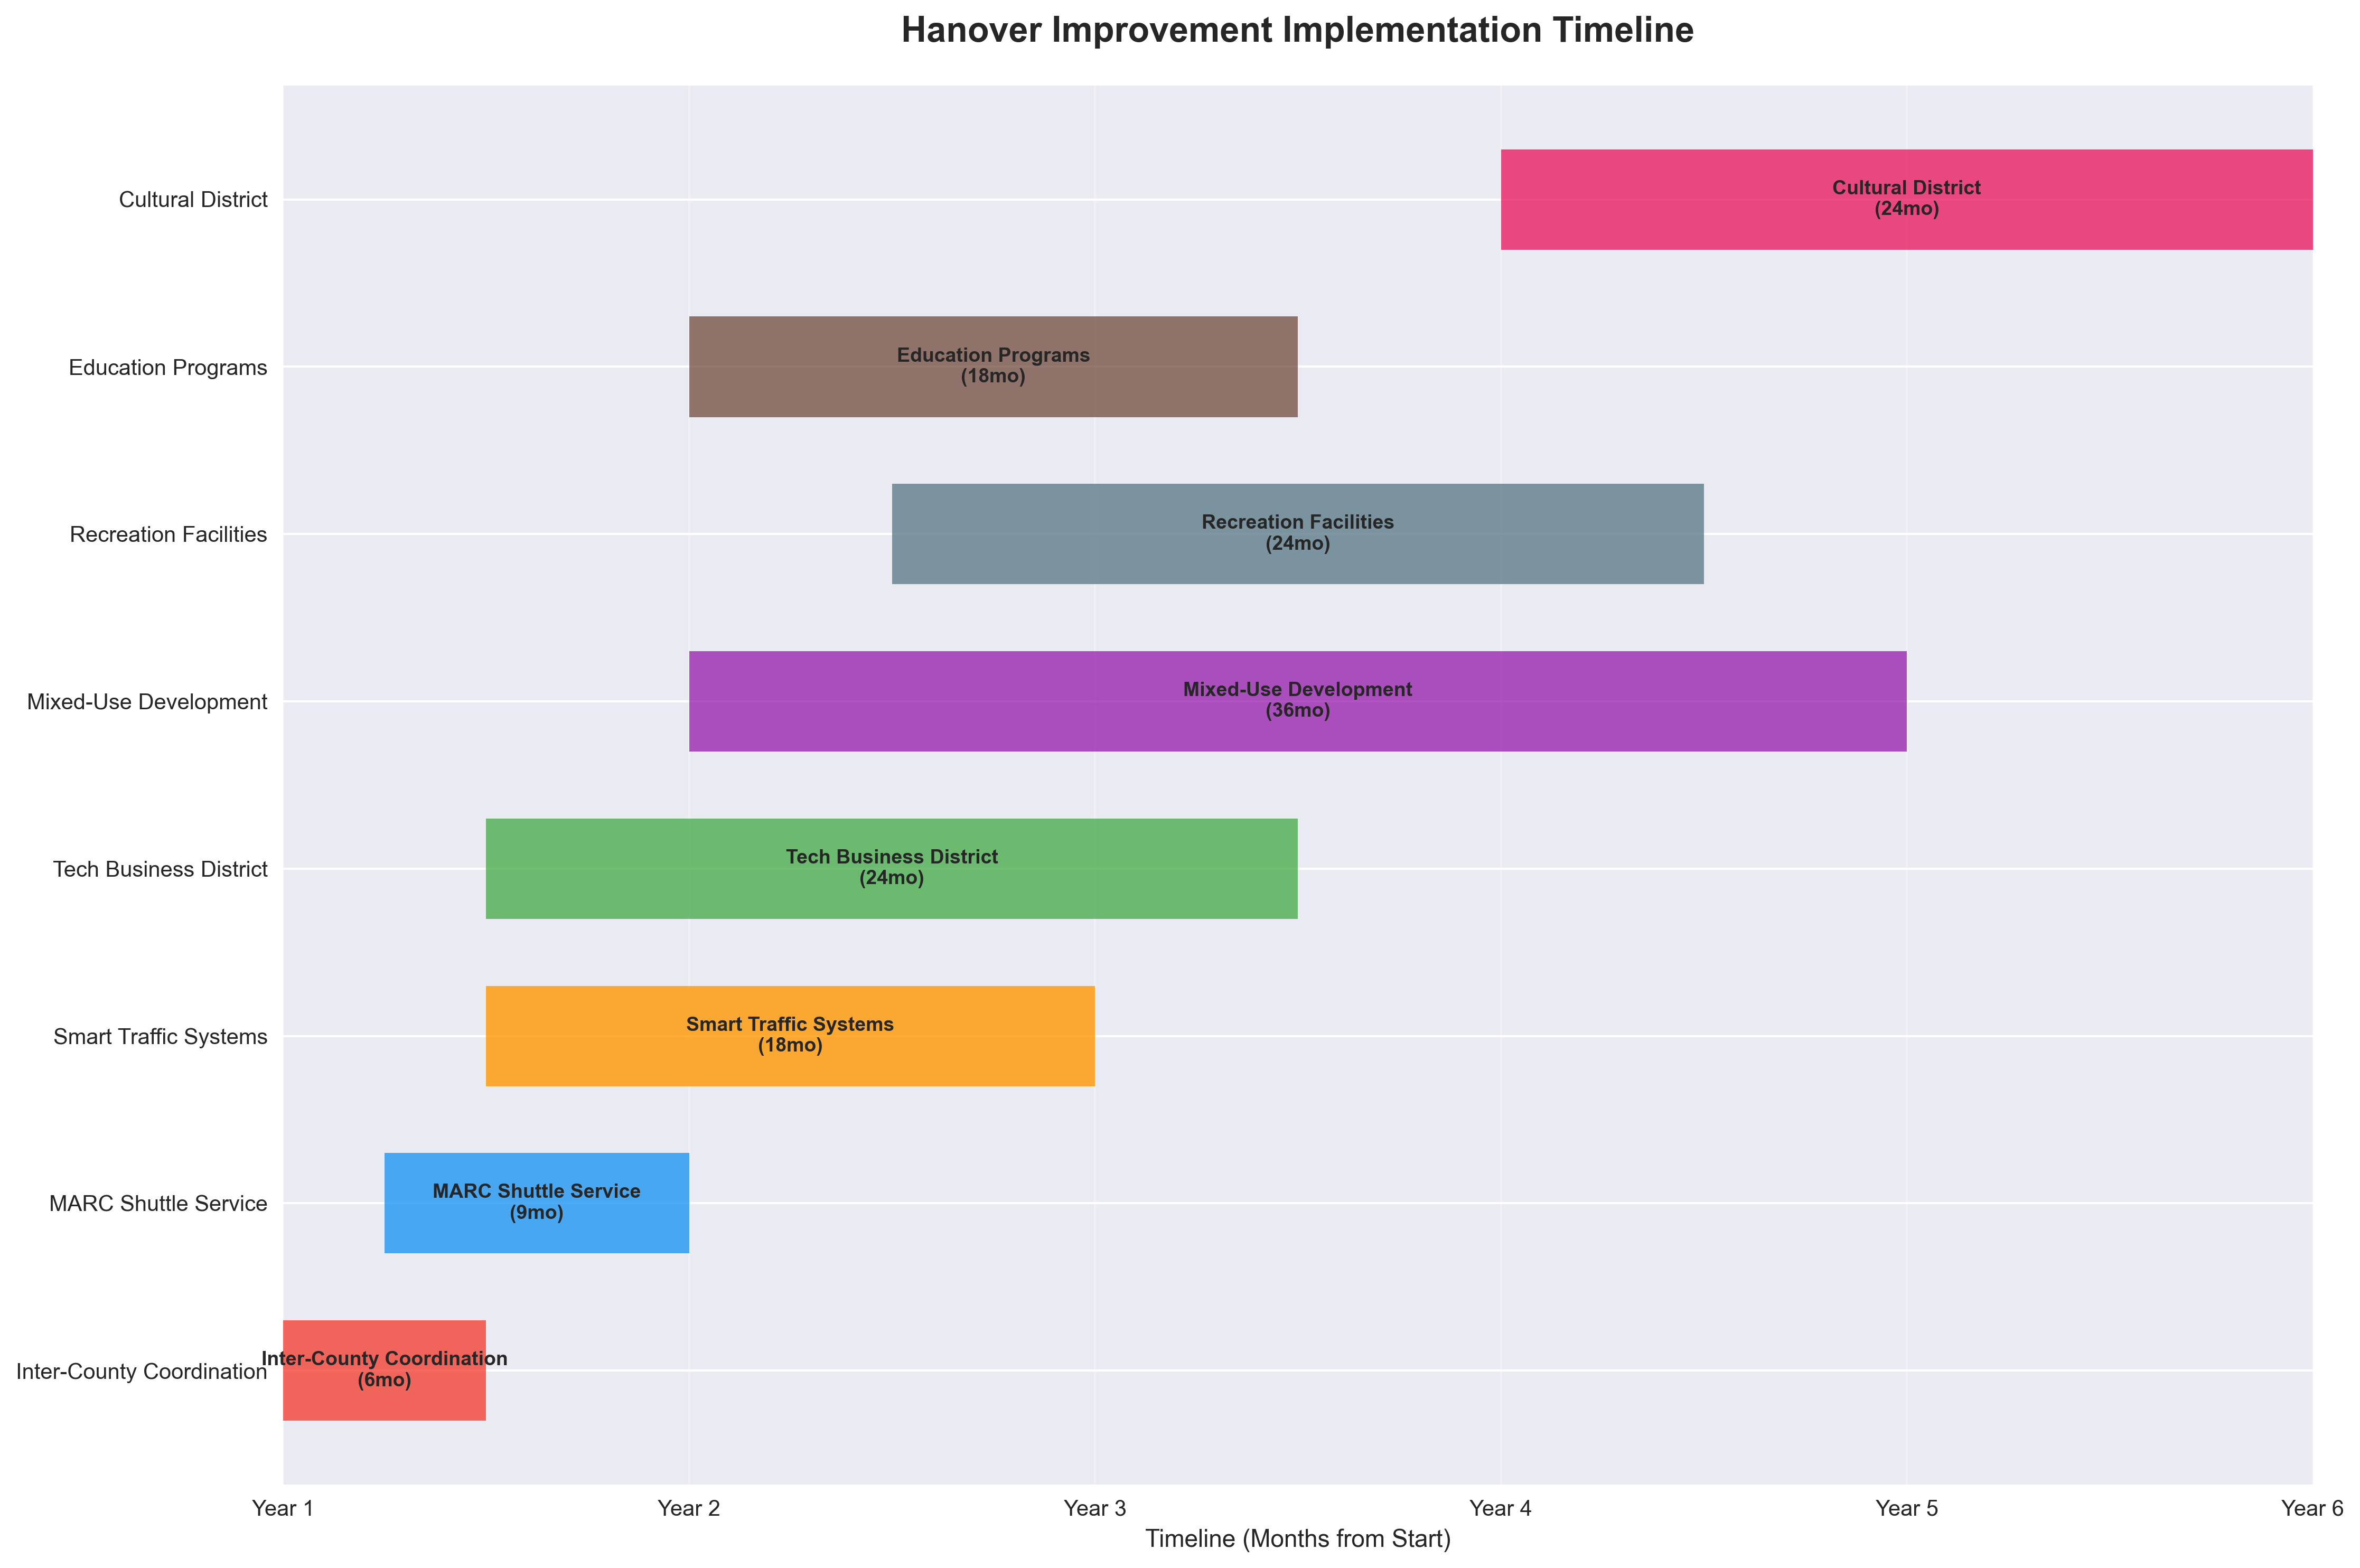 Hanover Improvement Implementation Timeline
Cultural District
Cultural District
(24mo)
Education Programs
Education Programs
(18mo)
Recreation Facilities
Recreation Facilities
(24mo)
Mixed-Use Development
Mixed-Use Development
(36mo)
Tech Business District
Tech Business District
(24mo)
Smart Traffic Systems
Smart Traffic Systems
(18mo)
MARC Shuttle Service
MARC Shuttle Service
(9mo)
Inter-County Coordination
Inter-County Coordination
(6mo)
Year 1 Year 2 Year 3 Year 4 Year 5 Year 6
Timeline (Months from Start)